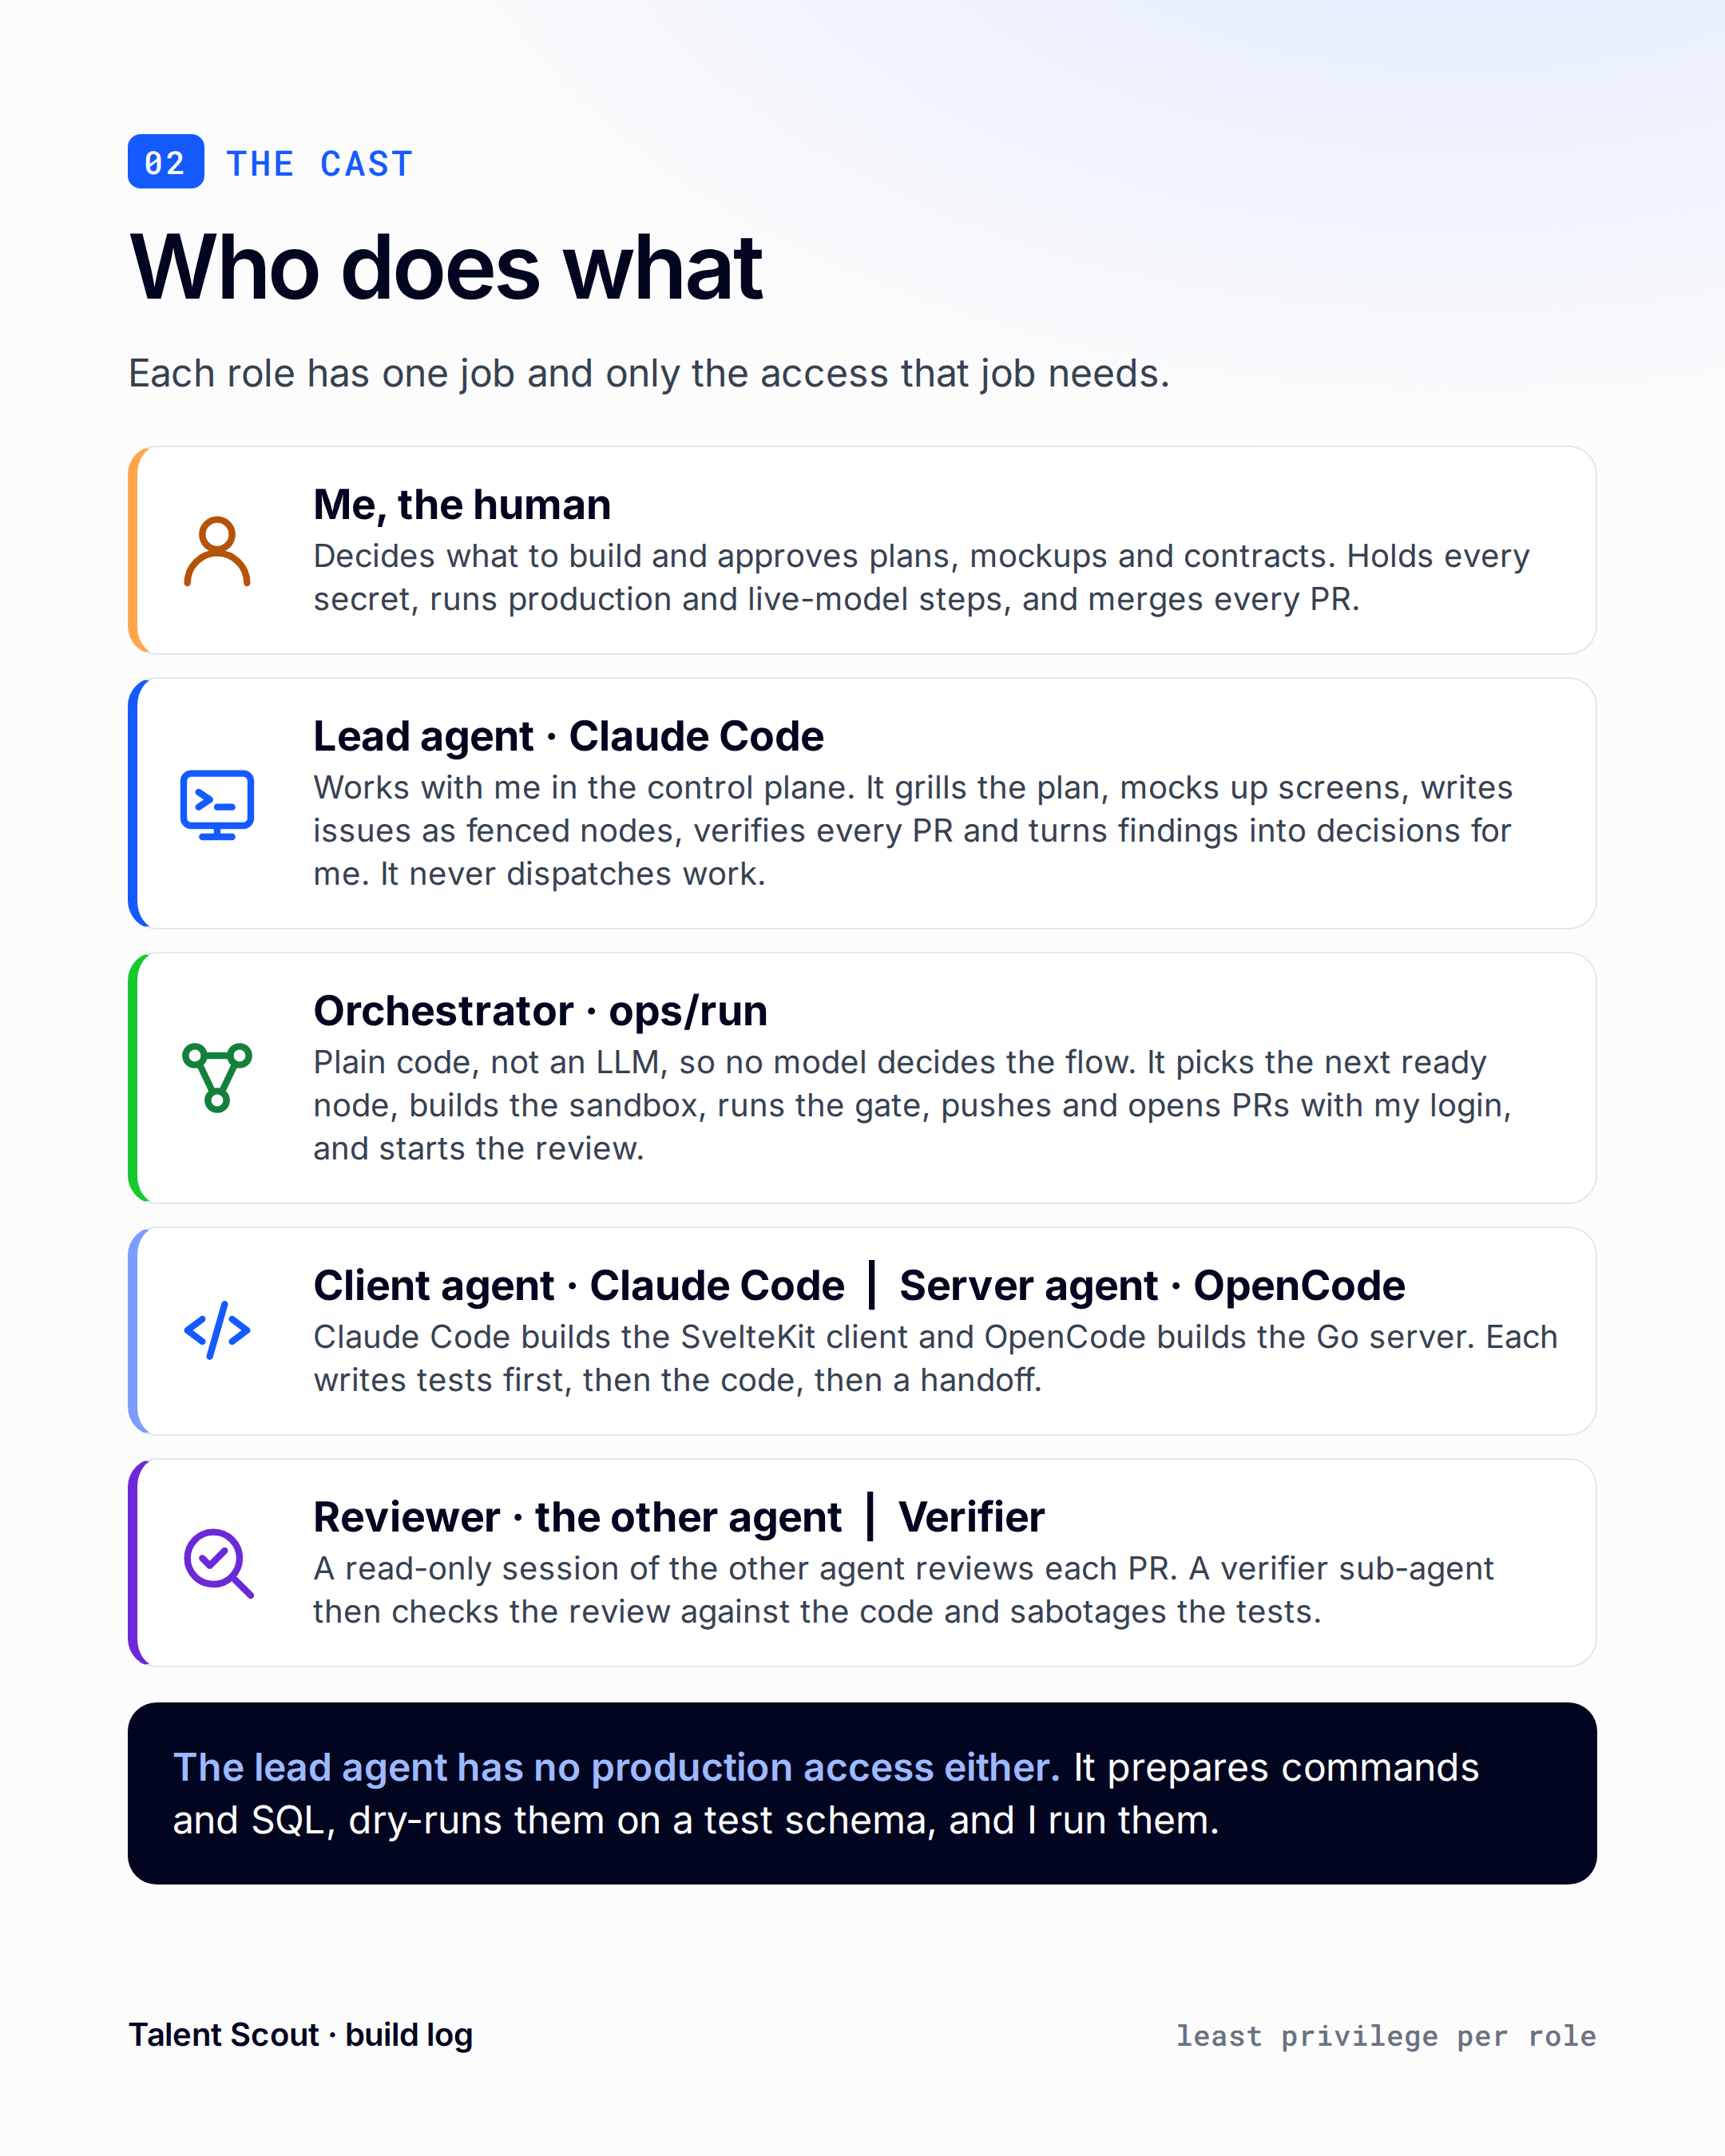 02 THE CAST
Who does what
Each role has one job and only the access that job needs.
Me, the human
Decides what to build and approves plans, mockups and contracts. Holds every
secret, runs production and live-model steps, and merges every PR.
Lead agent · Claude Code
Works with me in the control plane. It grills the plan, mocks up screens, writes
issues as fenced nodes, verifies every PR and turns findings into decisions for
me. It never dispatches work.
Orchestrator · ops/run
Plain code, not an LLM, so no model decides the flow. It picks the next ready
node, builds the sandbox, runs the gate, pushes and opens PRs with my login,
and starts the review.
Client agent · Claude Code | Server agent · OpenCode
Claude Code builds the SvelteKit client and OpenCode builds the Go server. Each
writes tests first, then the code, then a handoff.
Reviewer · the other agent | Verifier
A read-only session of the other agent reviews each PR. A verifier sub-agent
then checks the review against the code and sabotages the tests.
The lead agent has no production access either. It prepares commands
and SQL, dry-runs them on a test schema, and I run them.
Talent Scout · build log
least privilege per role